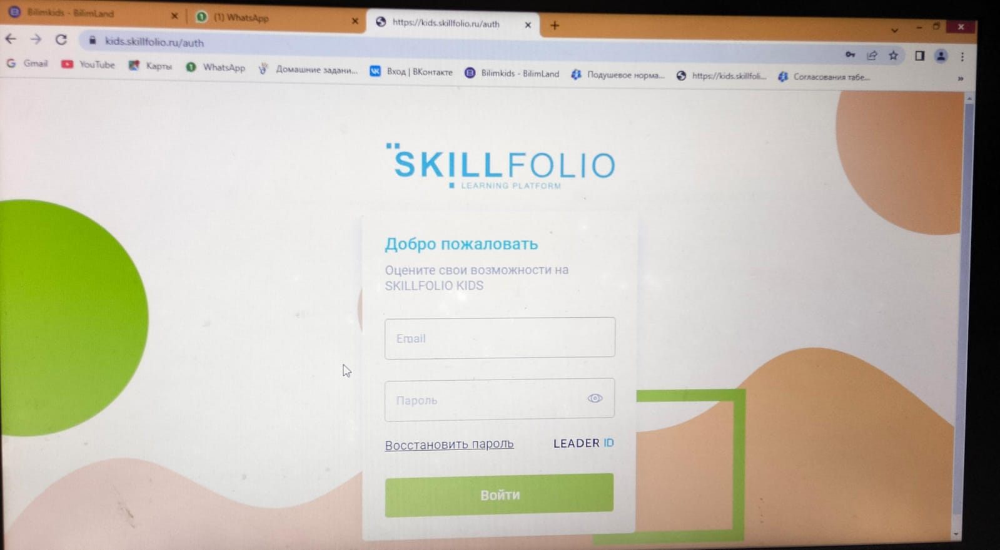 Bilimkids - BilimLand
(1) WhatsApp
https://kids.skillfolio.ru/auth
kids.skillfolio.ru/auth
Gmail
YouTube
Карты
WhatsApp
Домашние задани...
Вход | ВКонтакте
Bilimkids - BilimLand
Подушевое норма...
https://kids.skillfoli...
Согласования табе...
»
SKILLFOLIO
LEARNING PLATFORM
Добро пожаловать
Оцените свои возможности на
SKILLFOLIO KIDS
Email
Пароль
Восстановить пароль
LEADER ID
Войти